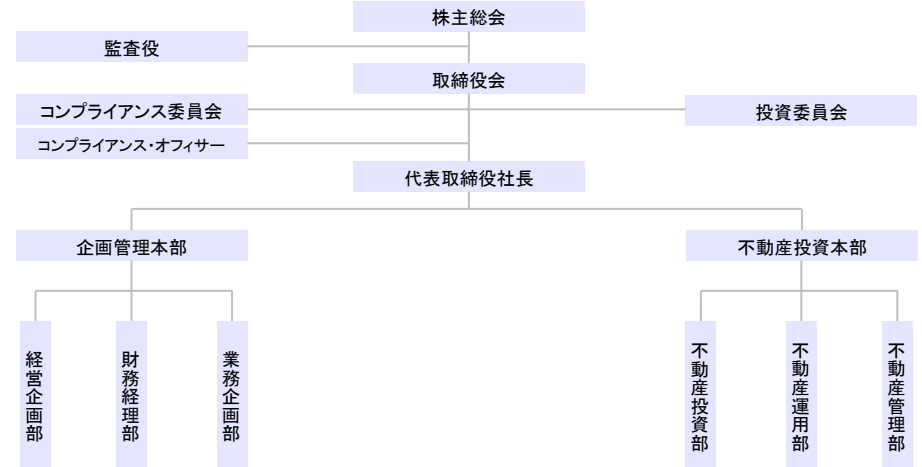 株主総会
監査役
取締役会
コンプライアンス委員会
投資委員会
コンプライアンス・オフィサー
代表取締役社長
企画管理本部
不動産投資本部
経営企画部
財務経理部
業務企画部
不動産投資部
不動産運用部
不動産管理部